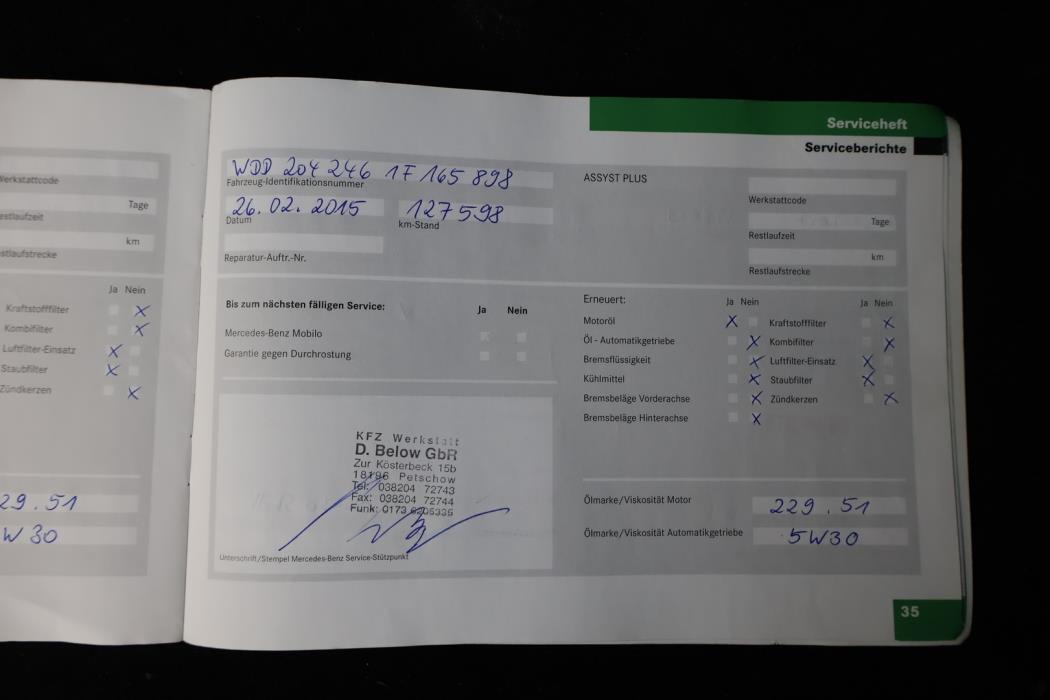 Werkstattcode
Tage
Restlaufzeit
km
Restlaufstrecke
Ja Nein
Kraftstofffilter X
Kombifilter X
Luftfilter-Einsatz X
Staubfilter X
Zündkerzen X
29.51
W 30
Serviceheft
Serviceberichte
WDD 204 246 1F 165 898
Fahrzeug-Identifikationsnummer
26. 02. 2015 127598
Datum km-Stand
Reparatur-Auftr.-Nr.
ASSYST PLUS
Werkstattcode
Tage
Restlaufzeit
km
Restlaufstrecke
Bis zum nächsten fälligen Service: Ja Nein
Mercedes-Benz Mobilo
Garantie gegen Durchrostung
Erneuert: Ja Nein Ja Nein
Motoröl X Kraftstofffilter X
Öl - Automatikgetriebe X Kombifilter X
Bremsflüssigkeit X Luftfilter-Einsatz X
Kühlmittel X Staubfilter X
Bremsbeläge Vorderachse X Zündkerzen X
Bremsbeläge Hinterachse X
KFZ Werkstatt
D. Below GbR
Zur Kösterbeck 15b
18196 Petschow
Tel: 038204 72743
Fax: 038204 72744
Funk: 0173
Unterschrift/Stempel Mercedes-Benz Service-Stützpunkt
Ölmarke/Viskosität Motor 229.51
Ölmarke/Viskosität Automatikgetriebe 5W30
35